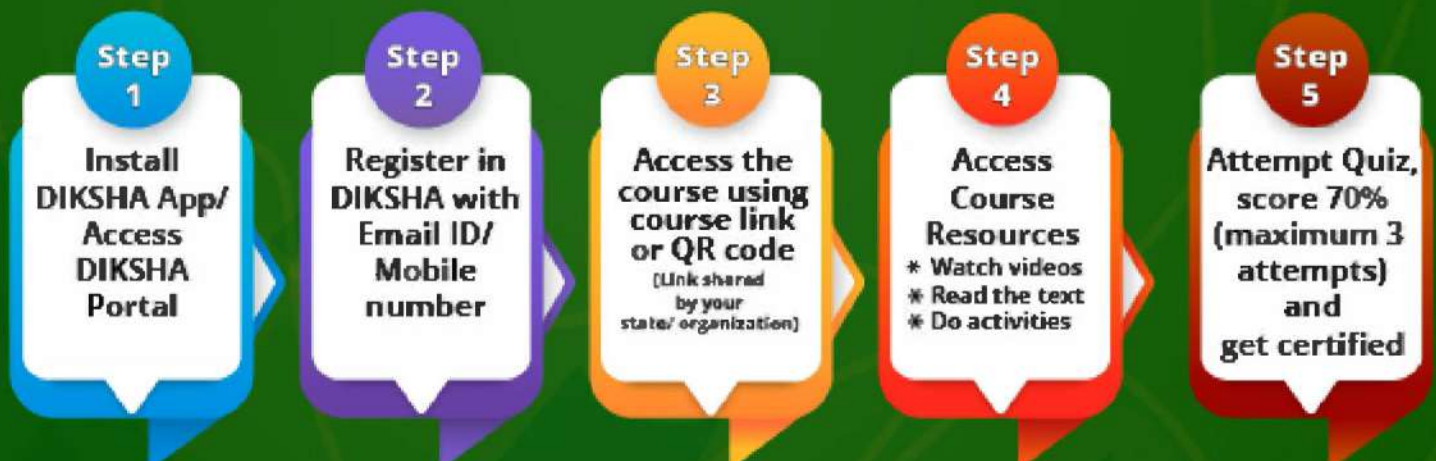 Step
1
Install
DIKSHA App/
Access
DIKSHA
Portal
Step
2
Register in
DIKSHA with
Email ID/
Mobile
number
Step
3
Access the
course using
course link
or QR code
(Link shared
by your
state/ organization)
Step
4
Access
Course
Resources
* Watch videos
* Read the text
* Do activities
Step
5
Attempt Quiz,
score 70%
(maximum 3
attempts)
and
get certified